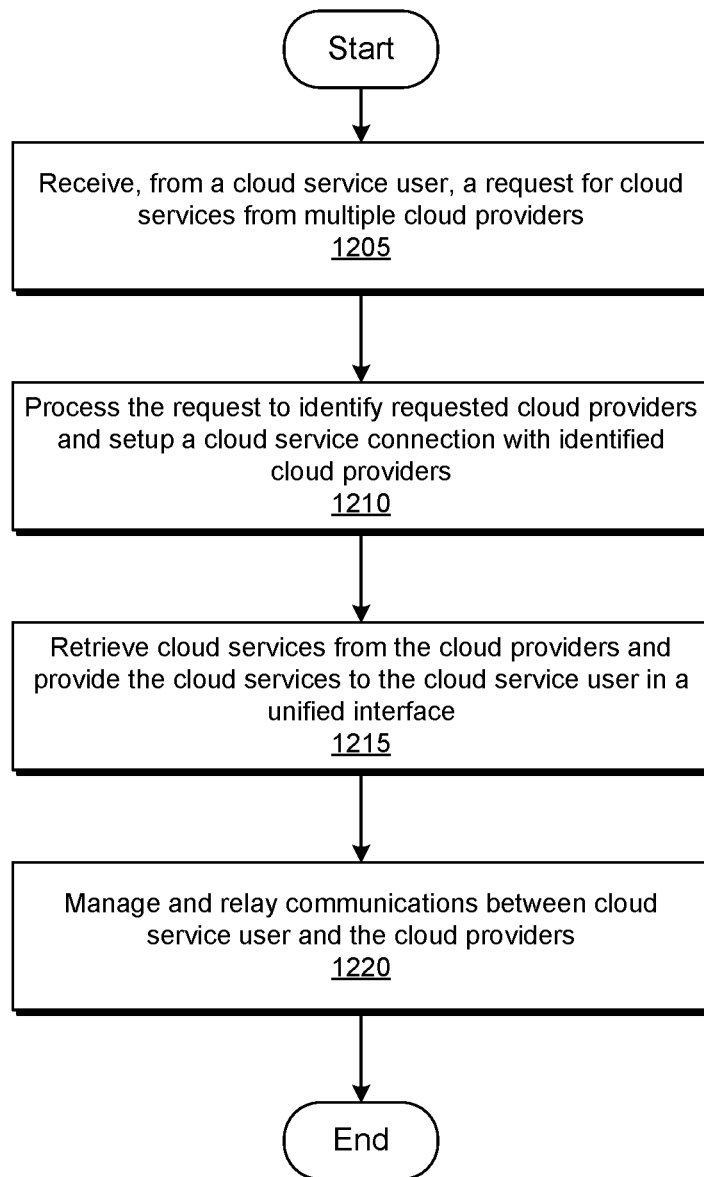 Start
Receive, from a cloud service user, a request for cloud
services from multiple cloud providers
1205
Process the request to identify requested cloud providers
and setup a cloud service connection with identified
cloud providers
1210
Retrieve cloud services from the cloud providers and
provide the cloud services to the cloud service user in a
unified interface
1215
Manage and relay communications between cloud
service user and the cloud providers
1220
End